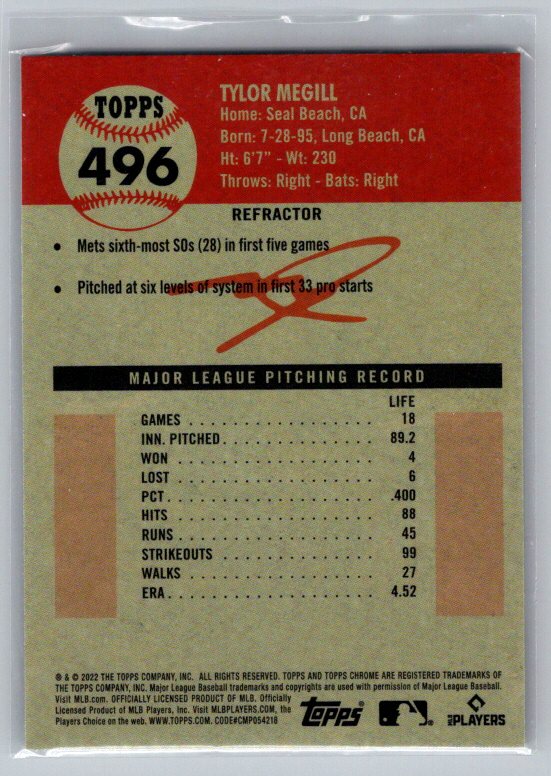 TOPPS
496
TYLOR MEGILL
Home: Seal Beach, CA
Born: 7-28-95, Long Beach, CA
Ht: 6'7" - Wt: 230
Throws: Right - Bats: Right
REFRACTOR
• Mets sixth-most SOs (28) in first five games
• Pitched at six levels of system in first 33 pro starts
MAJOR LEAGUE PITCHING RECORD
LIFE
GAMES . . . . . . . . . . . . . . . . . . . 18
INN. PITCHED . . . . . . . . . . . . . . . 89.2
WON . . . . . . . . . . . . . . . . . . . . 4
LOST . . . . . . . . . . . . . . . . . . . . 6
PCT. . . . . . . . . . . . . . . . . . . . . .400
HITS . . . . . . . . . . . . . . . . . . . . 88
RUNS . . . . . . . . . . . . . . . . . . . 45
STRIKEOUTS . . . . . . . . . . . . . . . . 99
WALKS . . . . . . . . . . . . . . . . . . . 27
ERA . . . . . . . . . . . . . . . . . . . . 4.52
® & © 2022 THE TOPPS COMPANY, INC. ALL RIGHTS RESERVED. TOPPS AND TOPPS CHROME ARE REGISTERED TRADEMARKS OF
THE TOPPS COMPANY, INC. Major League Baseball trademarks and copyrights are used with permission of Major League Baseball.
Visit MLB.com. OFFICIALLY LICENSED PRODUCT OF MLB. Officially
Licensed Product of MLB Players, Inc. Visit MLBPLAYERS.COM, the
Players Choice on the web. WWW.TOPPS.COM. CODE#CMP054218
Topps
MLB PLAYERS